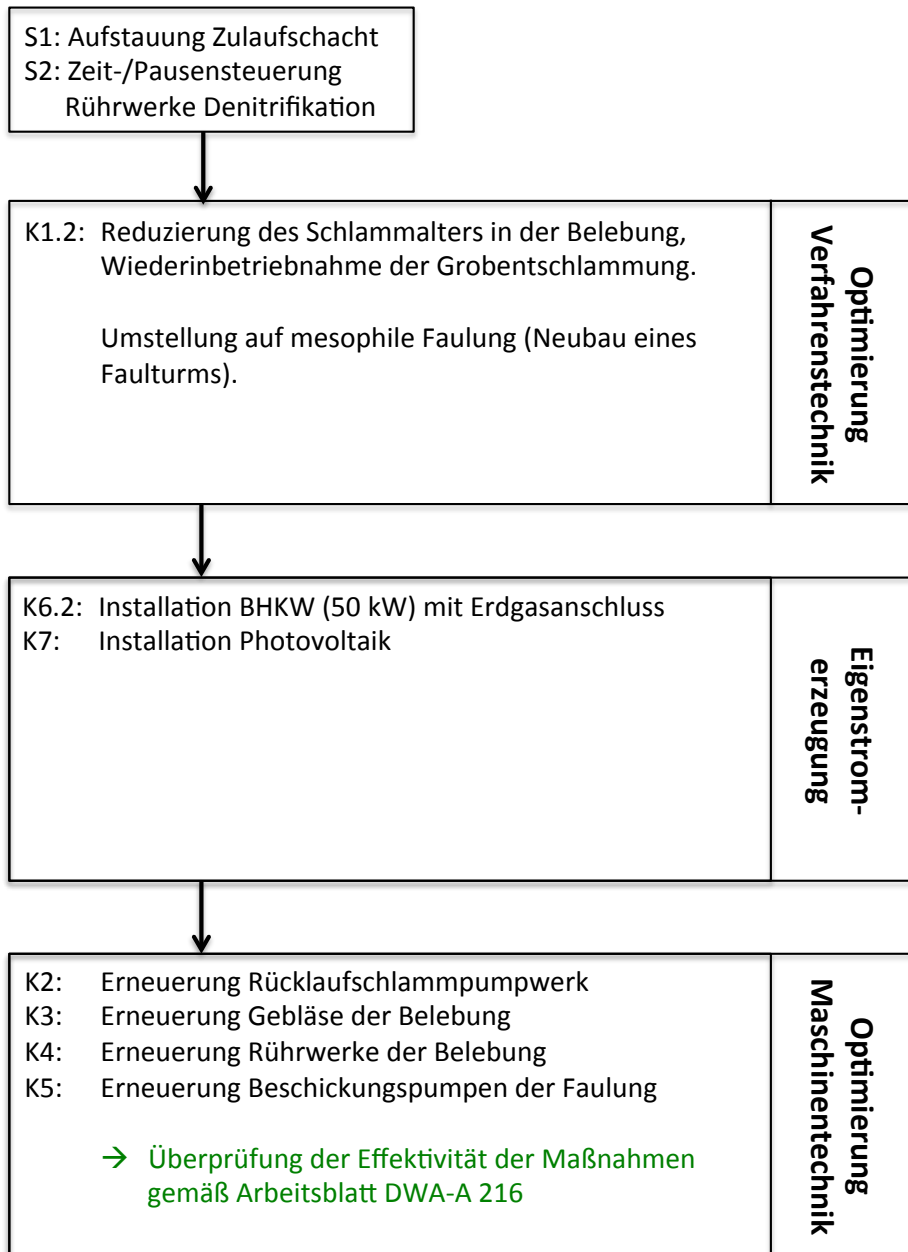 S1: Aufstauung Zulaufschacht
S2: Zeit-/Pausensteuerung
Rührwerke Denitrifikation
K1.2: Reduzierung des Schlammalters in der Belebung,
Wiederinbetriebnahme der Grobentschlammung.
Umstellung auf mesophile Faulung (Neubau eines
Faulturms).
Optimierung
Verfahrenstechnik
K6.2: Installation BHKW (50 kW) mit Erdgasanschluss
K7: Installation Photovoltaik
Eigenstrom-
erzeugung
K2: Erneuerung Rücklaufschlammpumpwerk
K3: Erneuerung Gebläse der Belebung
K4: Erneuerung Rührwerke der Belebung
K5: Erneuerung Beschickungspumpen der Faulung
→ Überprüfung der Effektivität der Maßnahmen
gemäß Arbeitsblatt DWA-A 216
Optimierung
Maschinentechnik